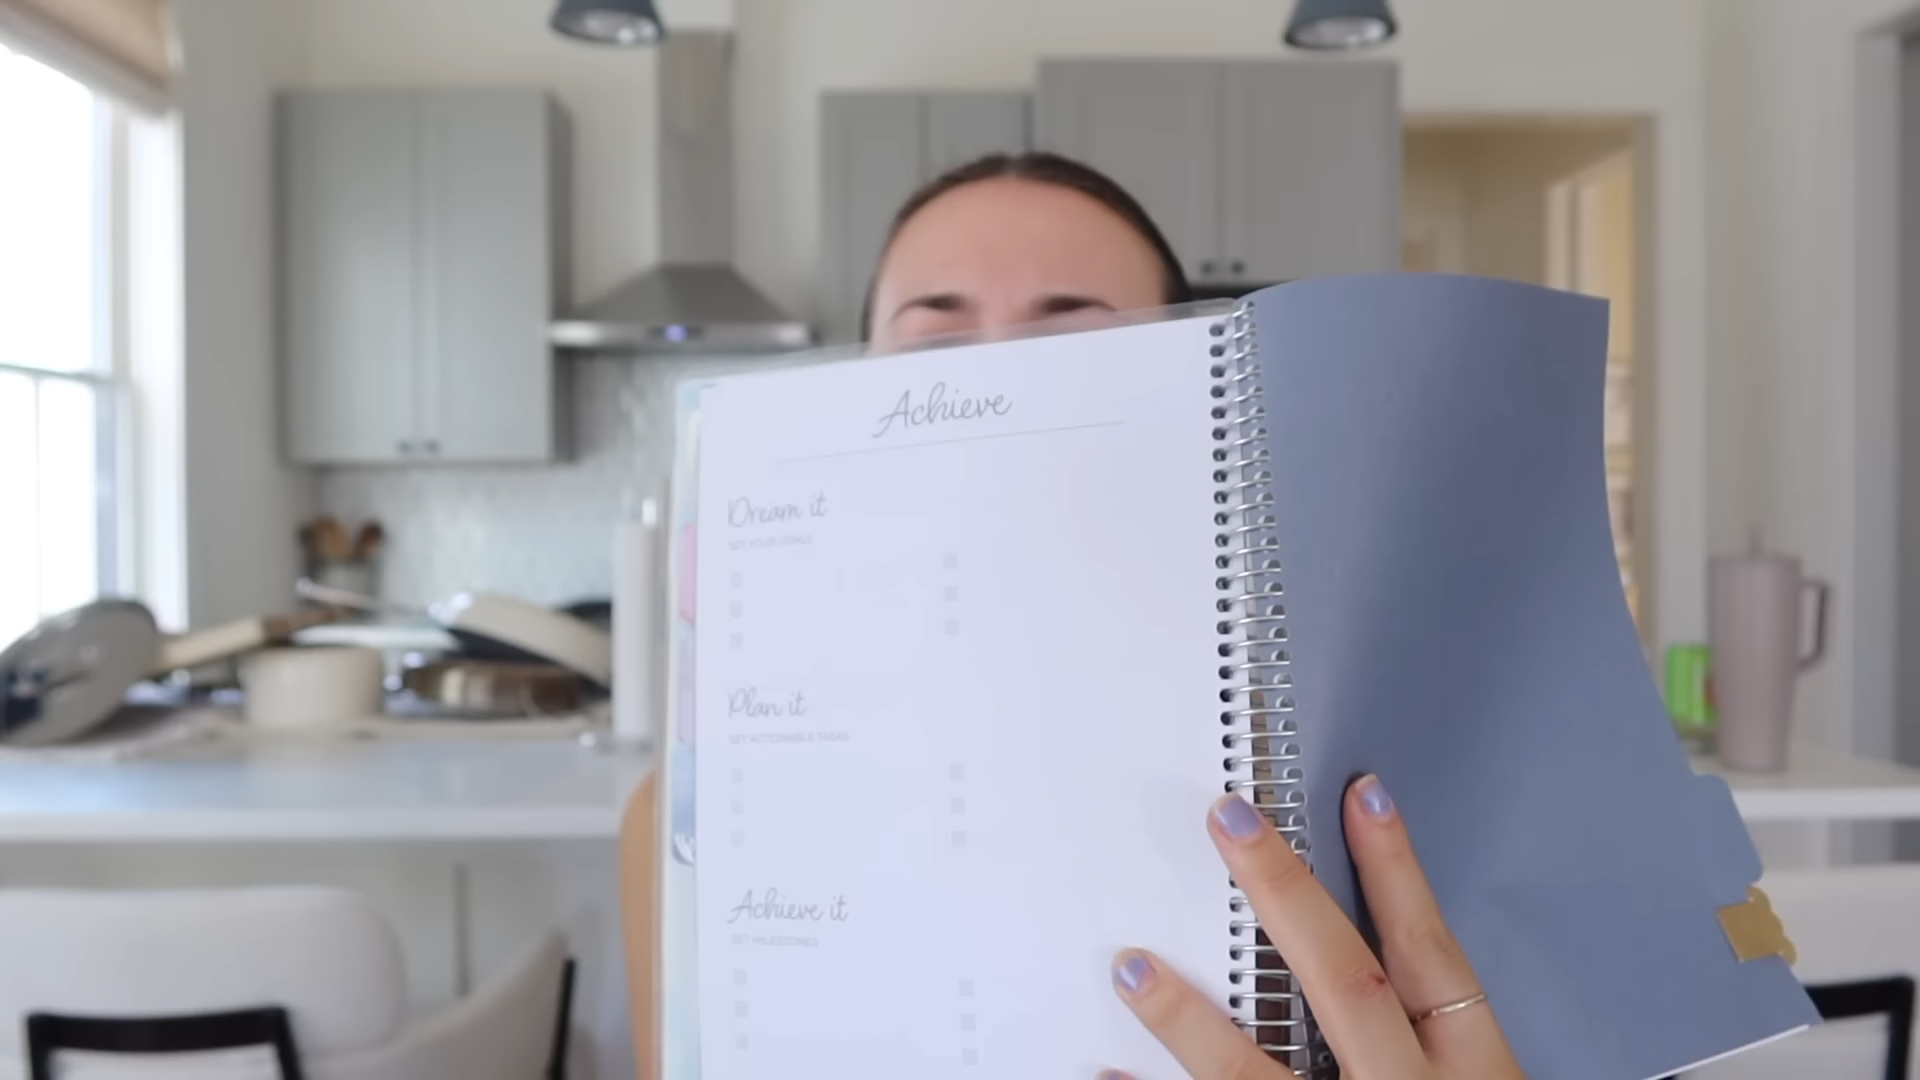 Achieve
Dream it
SET YOUR GOALS
Plan it
SET ACTIONABLE TASKS
Achieve it
SET MILESTONES